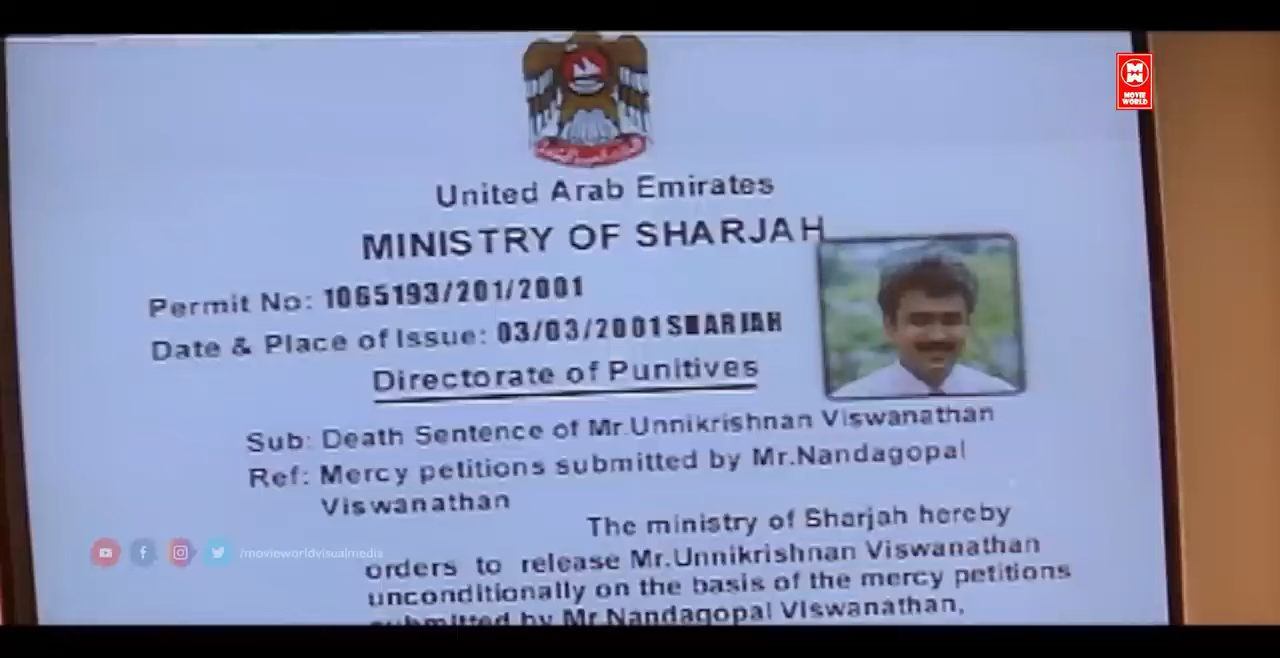 MOVIE
WORLD
United Arab Emirates
MINISTRY OF SHARJAH
Permit No: 1065193/201/2001
Date & Place of Issue: 03/03/2001 SHARJAH
Directorate of Punitives
Sub: Death Sentence of Mr.Unnikrishnan Viswanathan
Ref: Mercy petitions submitted by Mr.Nandagopal
Viswanathan
The ministry of Sharjah hereby
orders to release Mr.Unnikrishnan Viswanathan
unconditionally on the basis of the mercy petitions
submitted by Mr.Nandagopal Viswanathan,
/movieworldvisualmedia